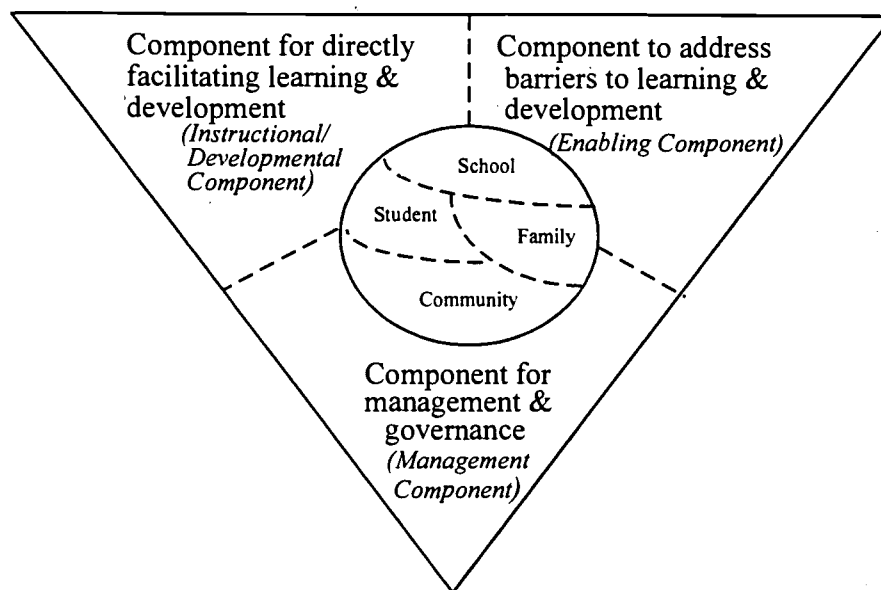 Component for directly
facilitating learning &
development
(Instructional/
Developmental
Component)
Component to address
barriers to learning &
development
(Enabling Component)
School
Student
Family
Community
Component for
management &
governance
(Management
Component)